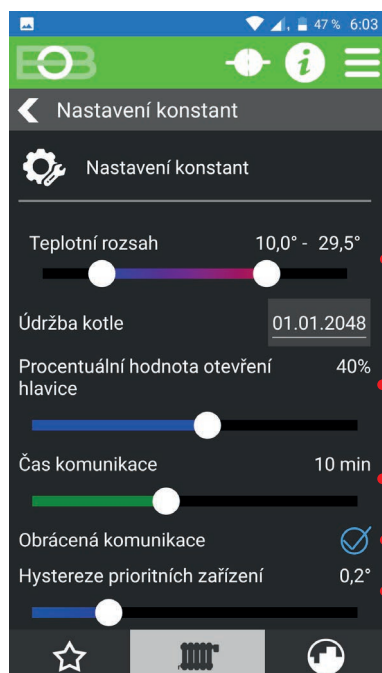 47 % 6:03
EOB
Nastavení konstant
Nastavení konstant
Teplotní rozsah 10,0° - 29,5°
Údržba kotle 01.01.2048
Procentuální hodnota otevření 40%
hlavice
Čas komunikace 10 min
Obrácená komunikace
Hystereze prioritních zařízení 0,2°